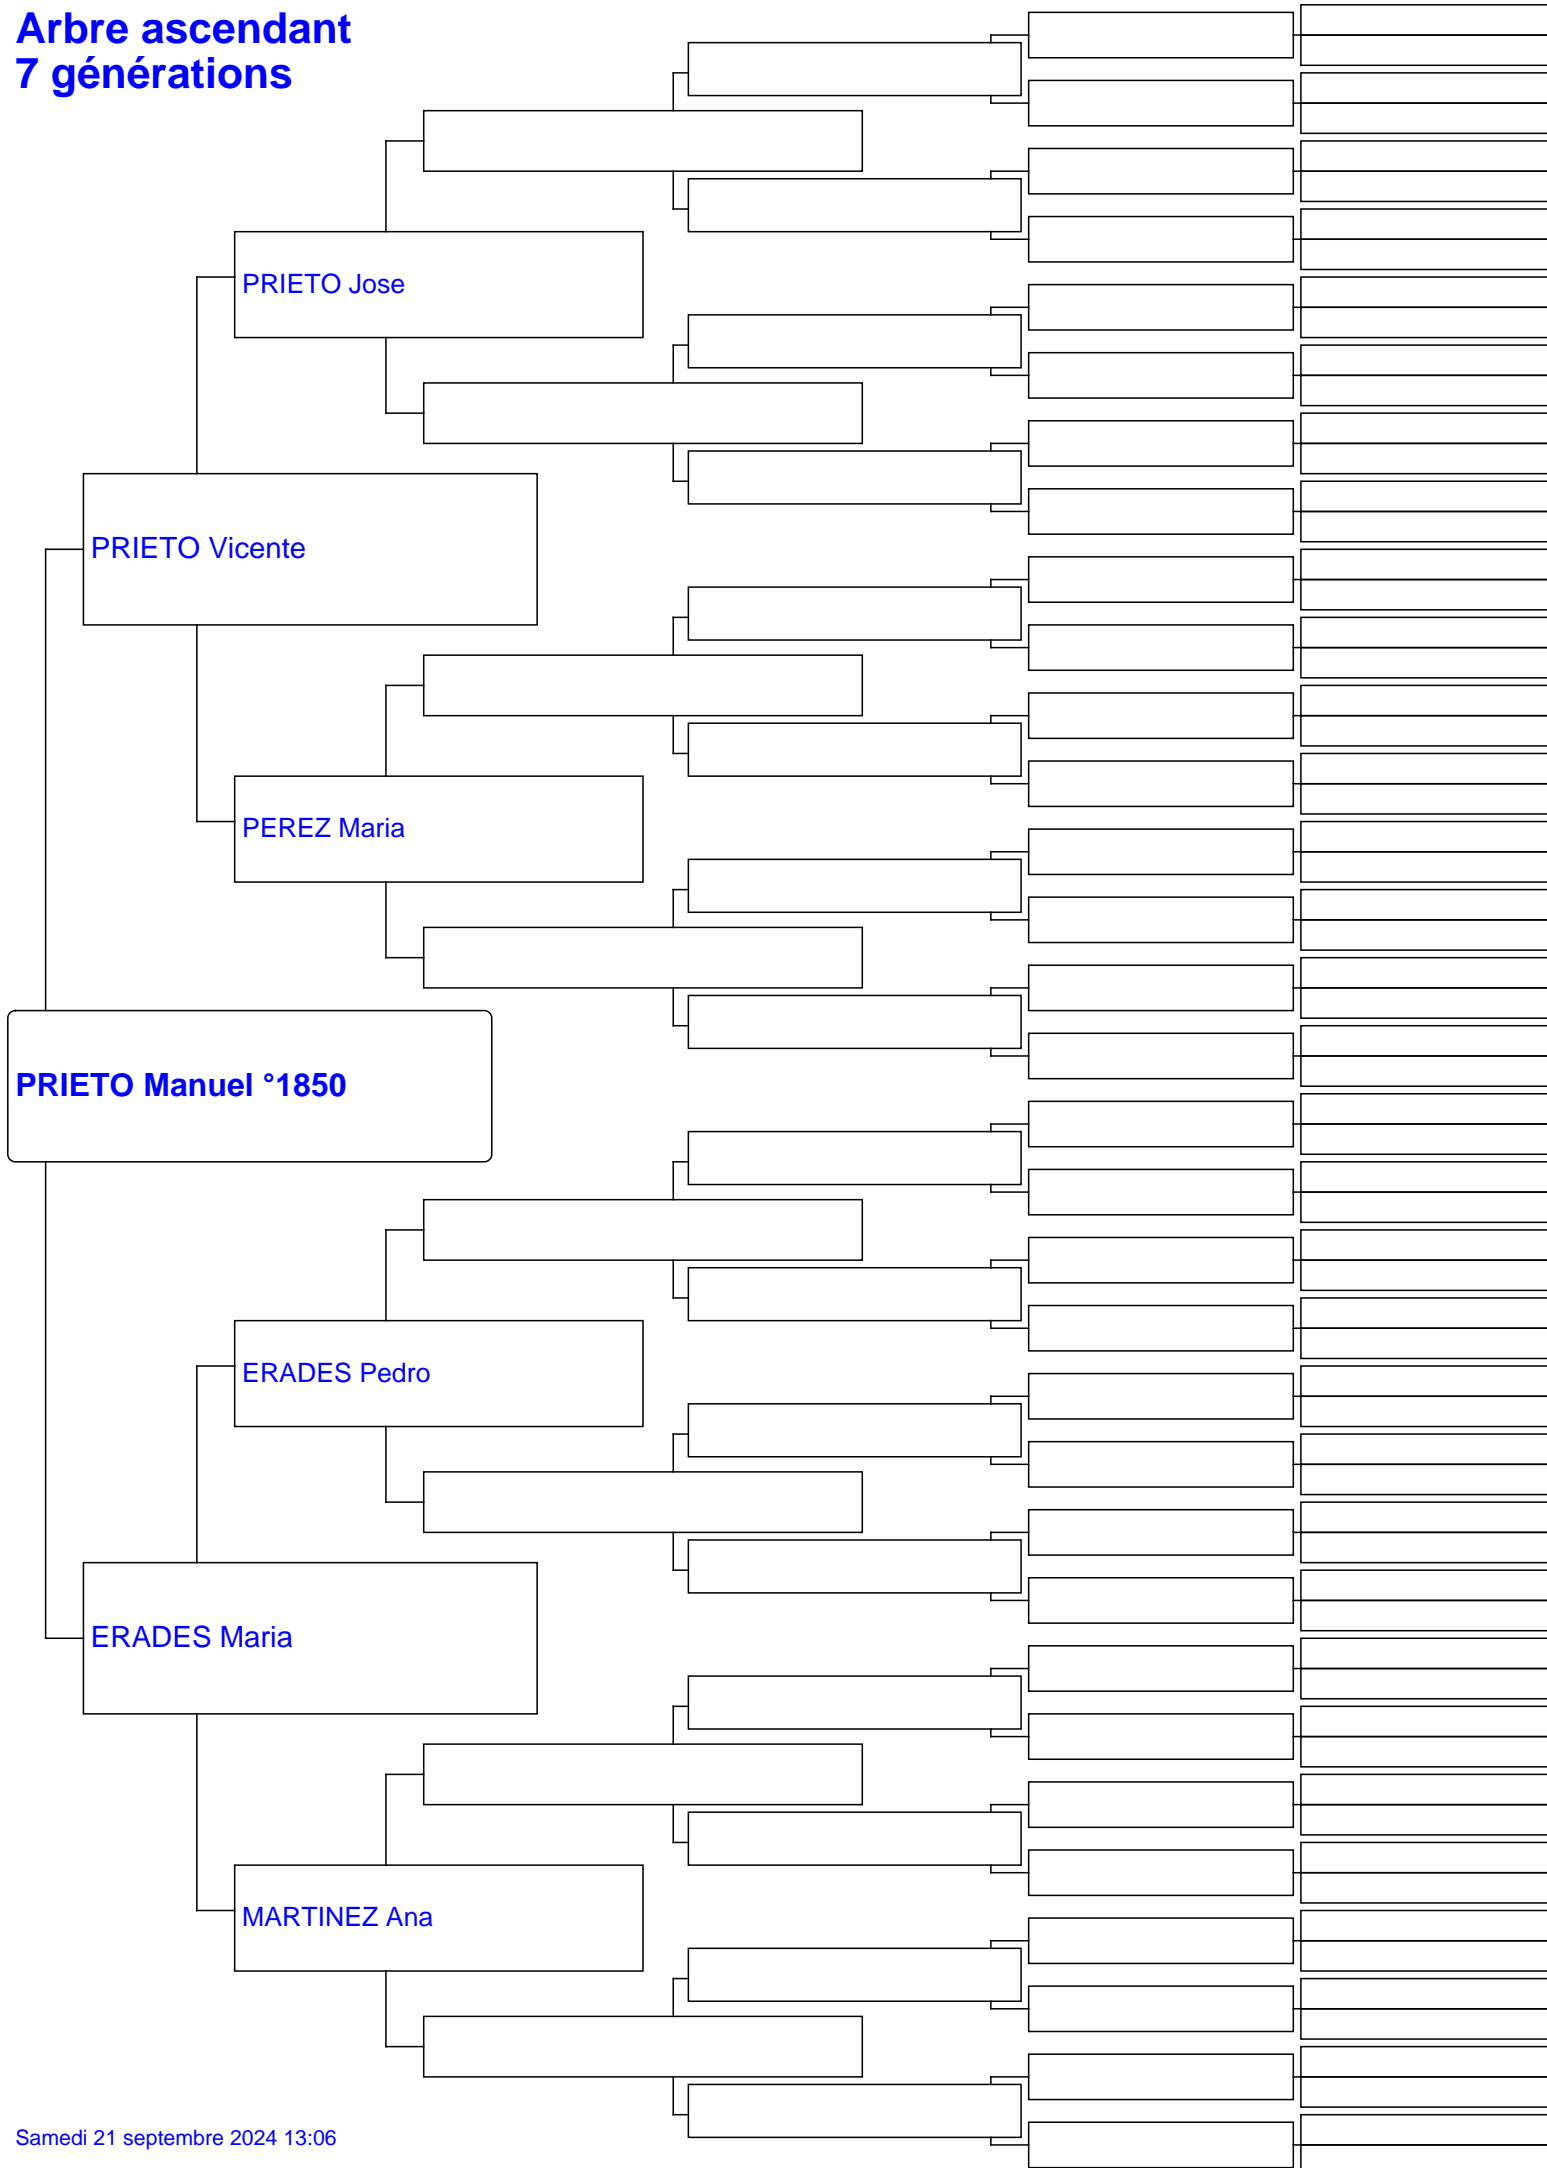 Arbre ascendant
7 générations
PRIETO Jose
PRIETO Vicente
PEREZ Maria
PRIETO Manuel °1850
ERADES Pedro
ERADES Maria
MARTINEZ Ana
Samedi 21 septembre 2024 13:06